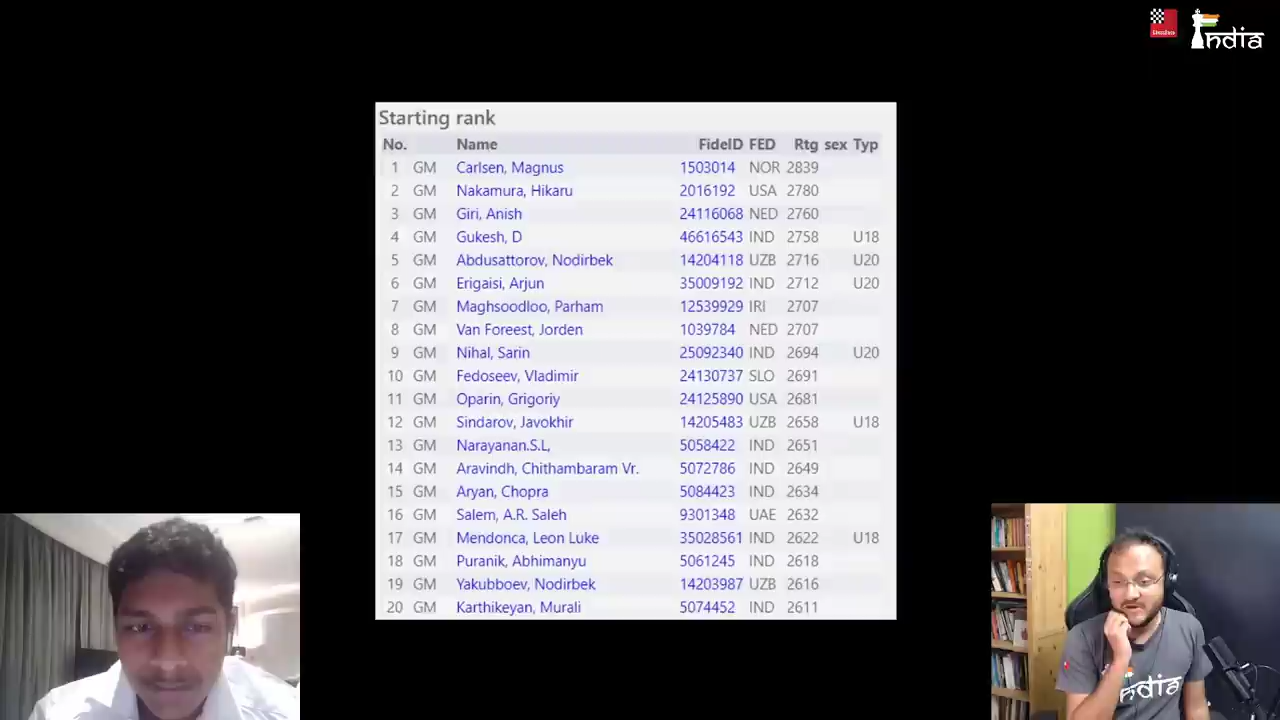 ChessBase
India
Starting rank
No. Name FideID FED Rtg sex Typ
1 GM Carlsen, Magnus 1503014 NOR 2839
2 GM Nakamura, Hikaru 2016192 USA 2780
3 GM Giri, Anish 24116068 NED 2760
4 GM Gukesh, D 46616543 IND 2758 U18
5 GM Abdusattorov, Nodirbek 14204118 UZB 2716 U20
6 GM Erigaisi, Arjun 35009192 IND 2712 U20
7 GM Maghsoodloo, Parham 12539929 IRI 2707
8 GM Van Foreest, Jorden 1039784 NED 2707
9 GM Nihal, Sarin 25092340 IND 2694 U20
10 GM Fedoseev, Vladimir 24130737 SLO 2691
11 GM Oparin, Grigoriy 24125890 USA 2681
12 GM Sindarov, Javokhir 14205483 UZB 2658 U18
13 GM Narayanan.S.L, 5058422 IND 2651
14 GM Aravindh, Chithambaram Vr. 5072786 IND 2649
15 GM Aryan, Chopra 5084423 IND 2634
16 GM Salem, A.R. Saleh 9301348 UAE 2632
17 GM Mendonca, Leon Luke 35028561 IND 2622 U18
18 GM Puranik, Abhimanyu 5061245 IND 2618
19 GM Yakubboev, Nodirbek 14203987 UZB 2616
20 GM Karthikeyan, Murali 5074452 IND 2611
India